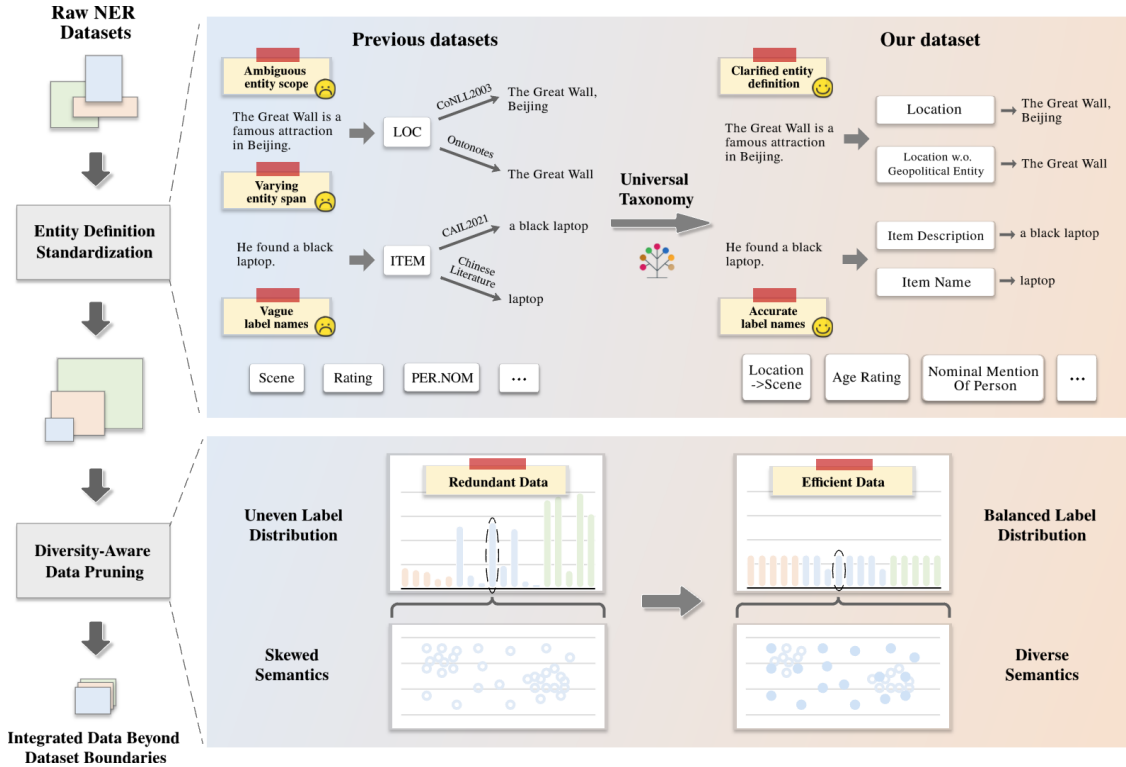 Raw NER
Datasets
Entity Definition
Standardization
Diversity-Aware
Data Pruning
Integrated Data Beyond
Dataset Boundaries
Previous datasets
Ambiguous
entity scope
The Great Wall is a
famous attraction
in Beijing.
LOC
CoNLL2003
The Great Wall,
Beijing
Ontonotes
The Great Wall
Varying
entity span
He found a black
laptop.
ITEM
CAIL2021
a black laptop
Chinese
Literature
laptop
Vague
label names
Scene
Rating
PER.NOM
...
Universal
Taxonomy
Our dataset
Clarified entity
definition
The Great Wall is a
famous attraction
in Beijing.
Location
The Great Wall,
Beijing
Location w.o.
Geopolitical Entity
The Great Wall
He found a black
laptop.
Item Description
a black laptop
Item Name
laptop
Accurate
label names
Location
->Scene
Age Rating
Nominal Mention
Of Person
...
Uneven Label
Distribution
Redundant Data
Efficient Data
Balanced Label
Distribution
Skewed
Semantics
Diverse
Semantics